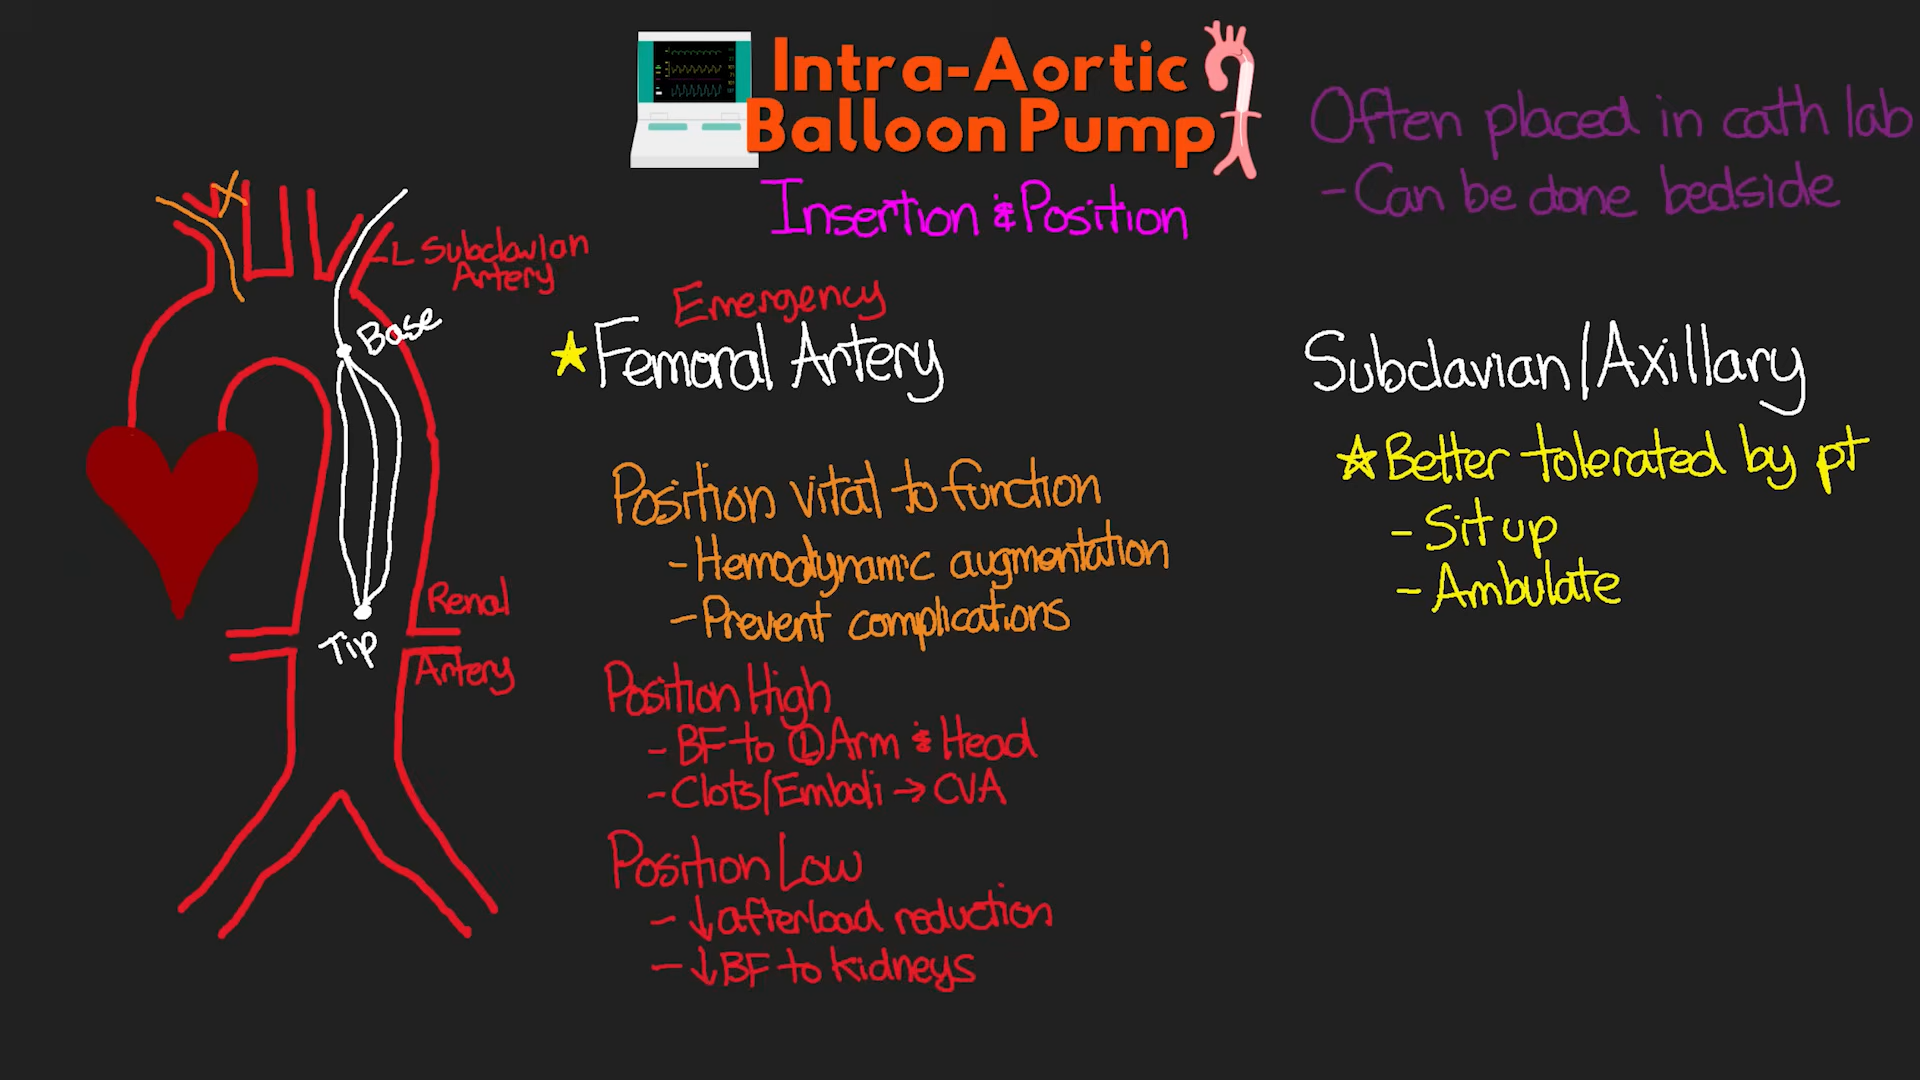 Intra-Aortic
Balloon Pump
Insertion & Position
Often placed in cath lab
- Can be done bedside
L Subclavian
Artery
Base
Tip
Renal
Artery
Emergency
☆ Femoral Artery
Position vital to function
- Hemodynamic augmentation
- Prevent complications
Position High
- BF to Ⓛ Arm & Head
- Clots/Emboli → CVA
Position Low
- ↓ afterload reduction
- ↓ BF to kidneys
Subclavian/Axillary
☆ Better tolerated by pt
- Sit up
- Ambulate